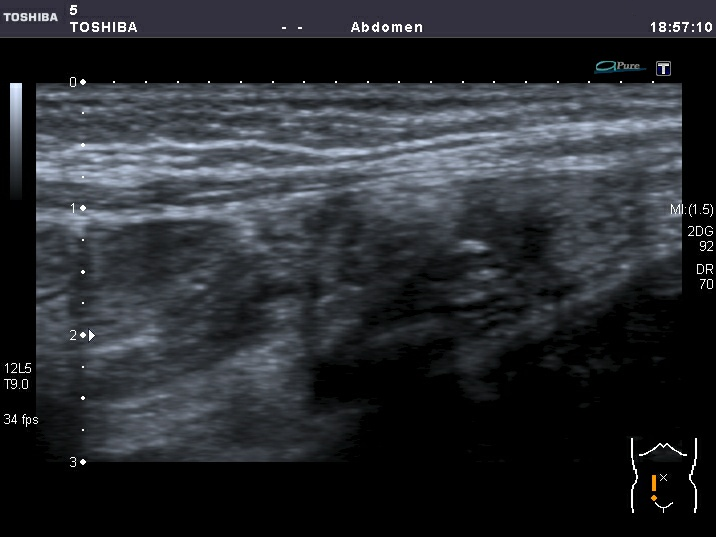 TOSHIBA
5
TOSHIBA - - Abdomen 18:57:10
aPure T
0
1
MI:(1.5)
2DG
92
DR
70
2
12L5
T9.0
34 fps
3